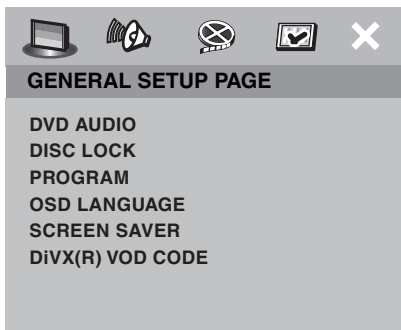 GENERAL SETUP PAGE
DVD AUDIO
DISC LOCK
PROGRAM
OSD LANGUAGE
SCREEN SAVER
DiVX(R) VOD CODE